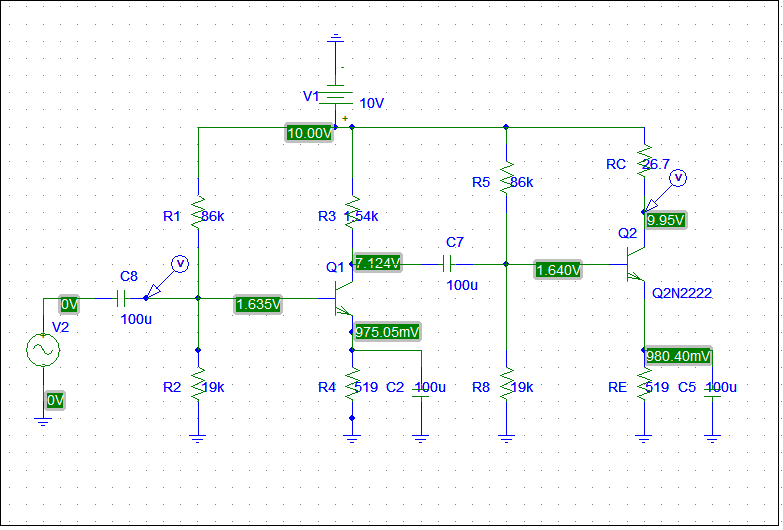 -
V1
10V
+
10.00V
RC
26.7
R5
86k
V
R1
86k
R3
1.54k
9.95V
Q2
C7
V
7.124V
Q1
1.640V
C8
100u
Q2N2222
0V
1.635V
100u
V2
975.05mV
980.40mV
R2
19k
R4
519
C2
100u
R8
19k
RE
519
C5
100u
0V